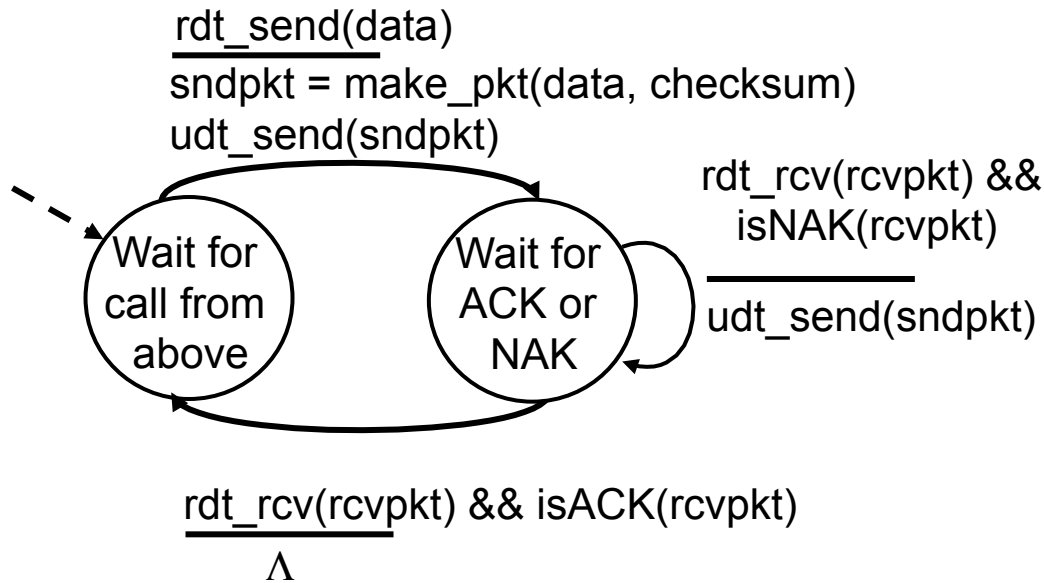 rdt_send(data)
sndpkt = make_pkt(data, checksum)
udt_send(sndpkt)
rdt_rcv(rcvpkt) &&
isNAK(rcvpkt)
udt_send(sndpkt)
Wait for
call from
above
Wait for
ACK or
NAK
rdt_rcv(rcvpkt) && isACK(rcvpkt)
Λ